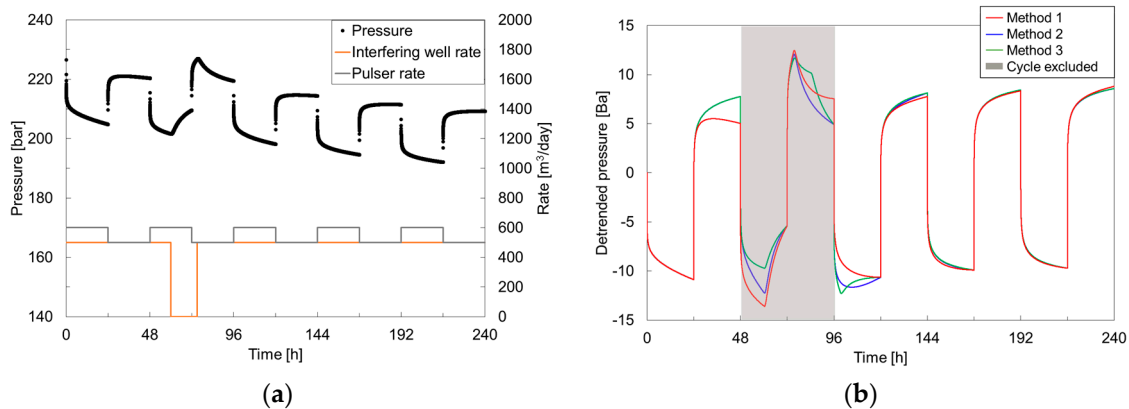 240
220
200
180
160
140
Pressure [bar]
2000
1800
1600
1400
1200
1000
800
600
400
200
0
Rate [m³/day]
Pressure
Interfering well rate
Pulser rate
0 48 96 144 192 240
Time [h]
(a)
15
10
5
0
-5
-10
-15
Detrended pressure [Ba]
Method 1
Method 2
Method 3
Cycle excluded
0 48 96 144 192 240
Time [h]
(b)